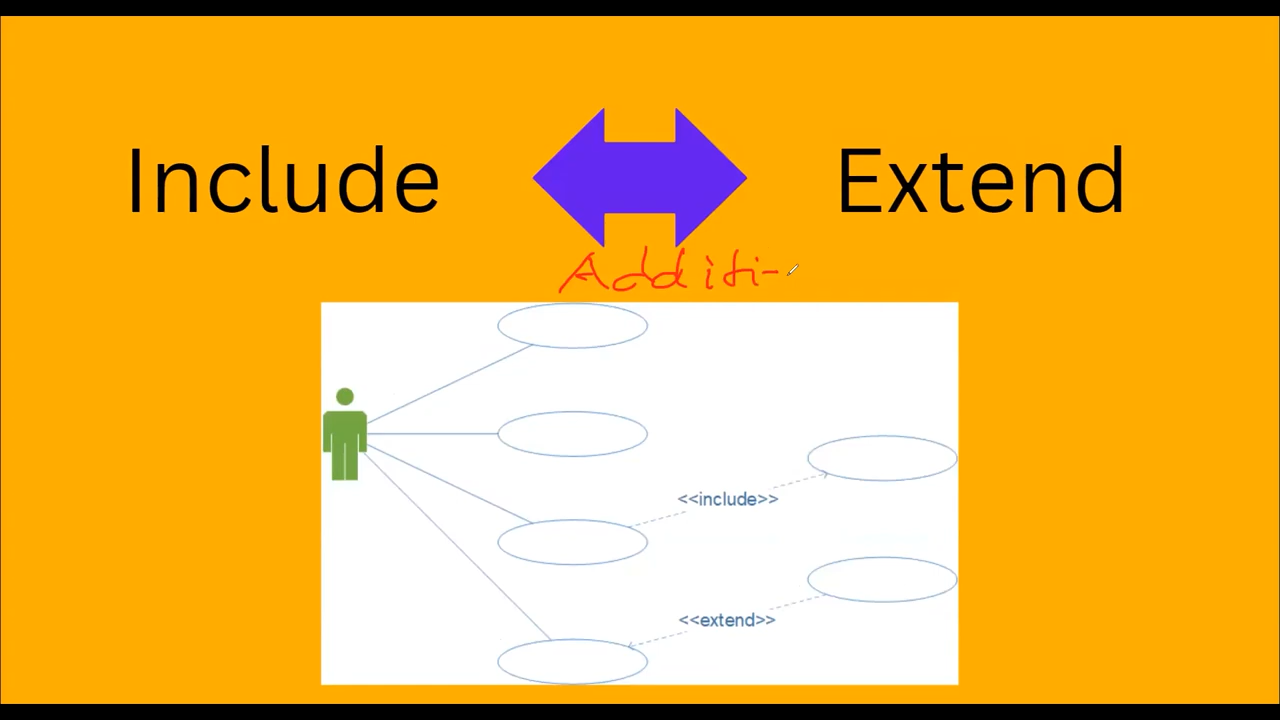 Include
Extend
Additi
<<include>>
<<extend>>